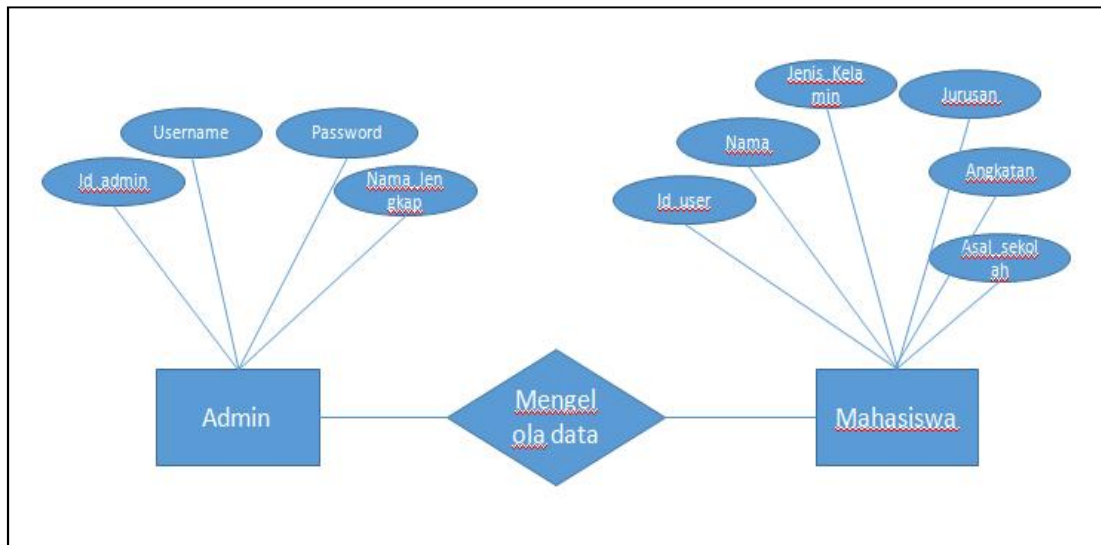 Jenis_Kela
min
Jurusan
Username
Password
Nama
Id_admin
Nama_len
gkap
Angkatan
Id_user
Asal_sekol
ah
Admin
Mengel
ola data
Mahasiswa